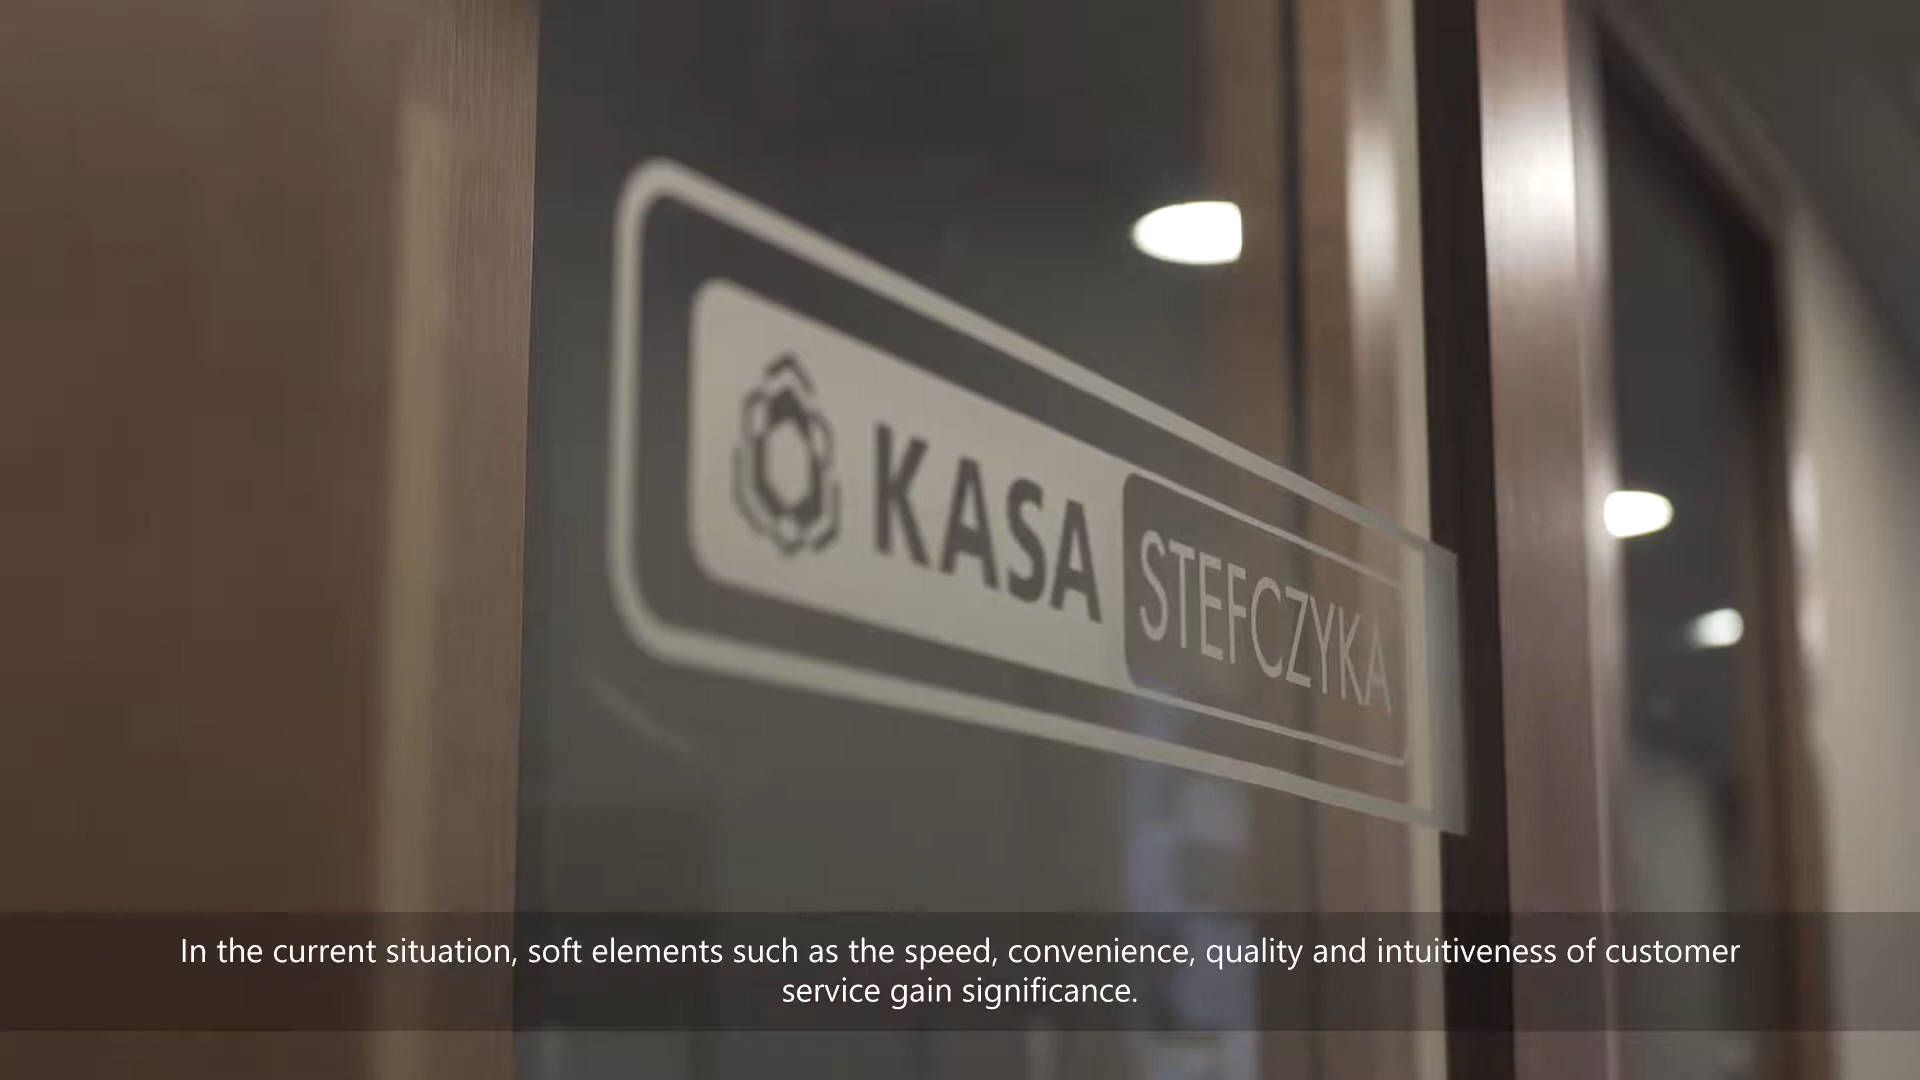 KASA STEFCZYKA
In the current situation, soft elements such as the speed, convenience, quality and intuitiveness of customer
service gain significance.